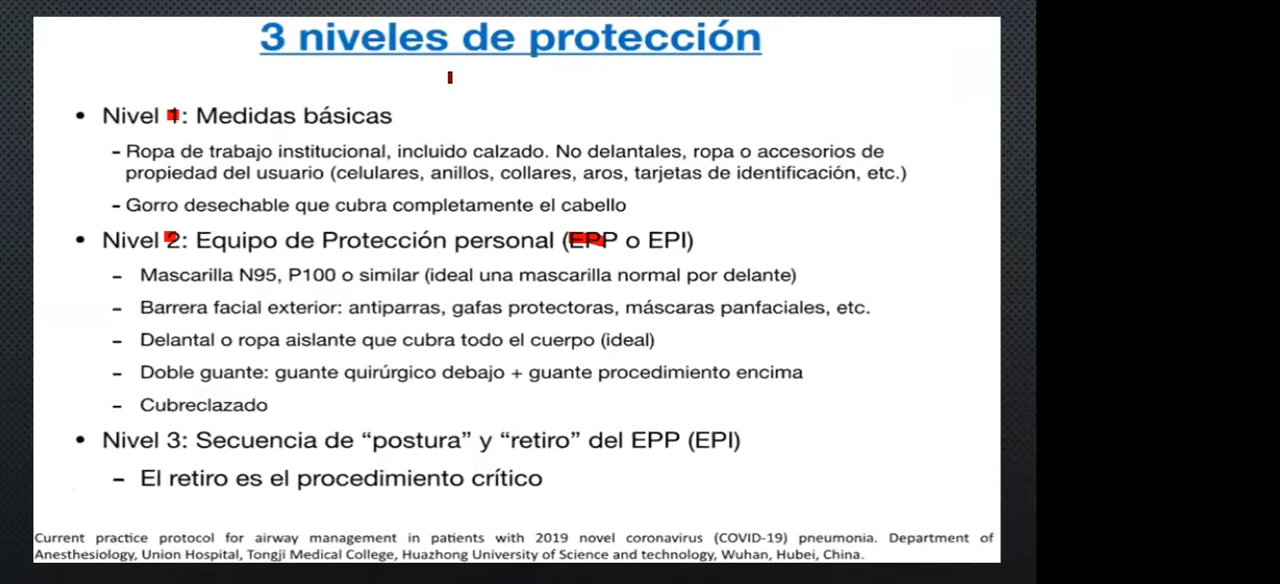 3 niveles de protección
• Nivel 1: Medidas básicas
- Ropa de trabajo institucional, incluido calzado. No delantales, ropa o accesorios de
propiedad del usuario (celulares, anillos, collares, aros, tarjetas de identificación, etc.)
- Gorro desechable que cubra completamente el cabello
• Nivel 2: Equipo de Protección personal (EPP o EPI)
- Mascarilla N95, P100 o similar (ideal una mascarilla normal por delante)
- Barrera facial exterior: antiparras, gafas protectoras, máscaras panfaciales, etc.
- Delantal o ropa aislante que cubra todo el cuerpo (ideal)
- Doble guante: guante quirúrgico debajo + guante procedimiento encima
- Cubreclazado
• Nivel 3: Secuencia de “postura” y “retiro” del EPP (EPI)
- El retiro es el procedimiento crítico
Current practice protocol for airway management in patients with 2019 novel coronavirus (COVID-19) pneumonia. Department of
Anesthesiology, Union Hospital, Tongji Medical College, Huazhong University of Science and technology, Wuhan, Hubei, China.